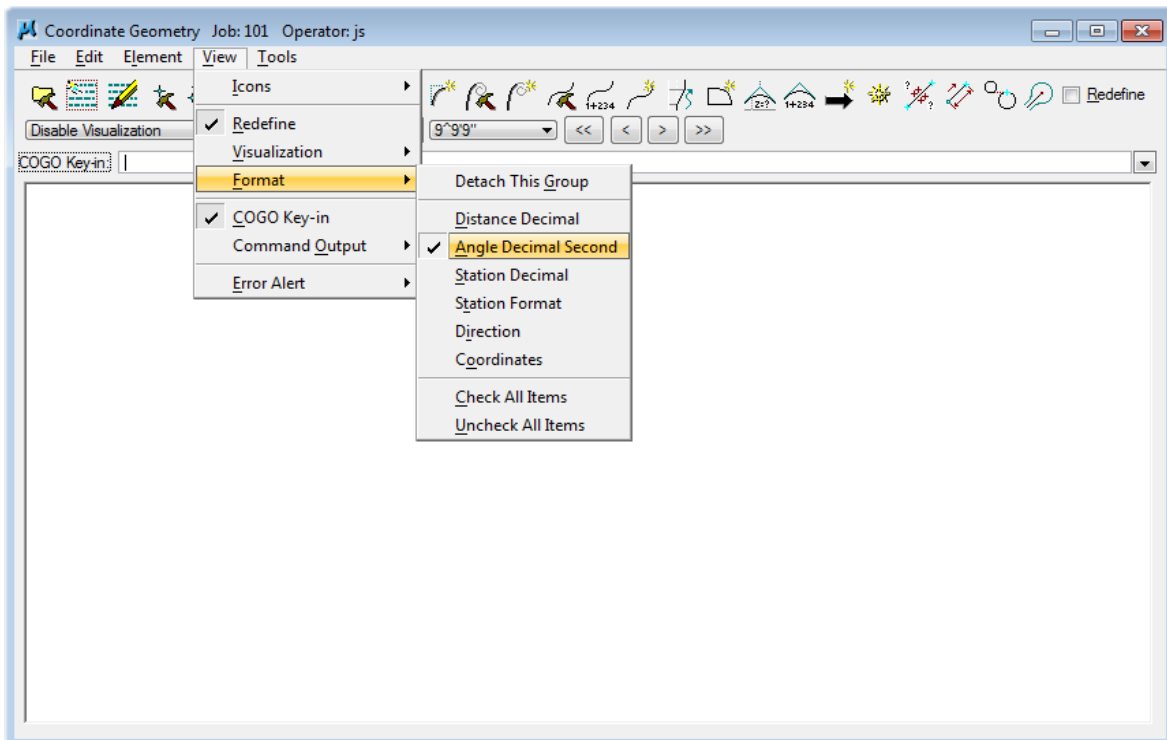 Coordinate Geometry Job: 101 Operator: js
File Edit Element View Tools
Icons
1+234
z=?
1+234
Redefine
Redefine
Disable Visualization
9^9'9"
<<
<
>
>>
Visualization
COGO Key-in:
Format
Detach This Group
COGO Key-in
Distance Decimal
Command Output
Angle Decimal Second
Station Decimal
Error Alert
Station Format
Direction
Coordinates
Check All Items
Uncheck All Items